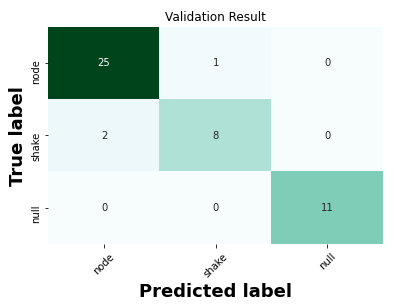 Validation Result
True label
node
25
1
0
shake
2
8
0
null
0
0
11
node
shake
null
Predicted label